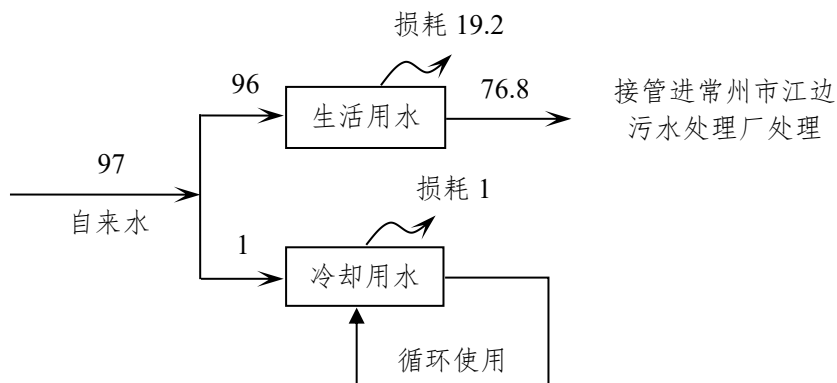 损耗 19.2
96
76.8
生活用水
接管进常州市江边
污水处理厂处理
97
自来水
损耗 1
1
冷却用水
循环使用